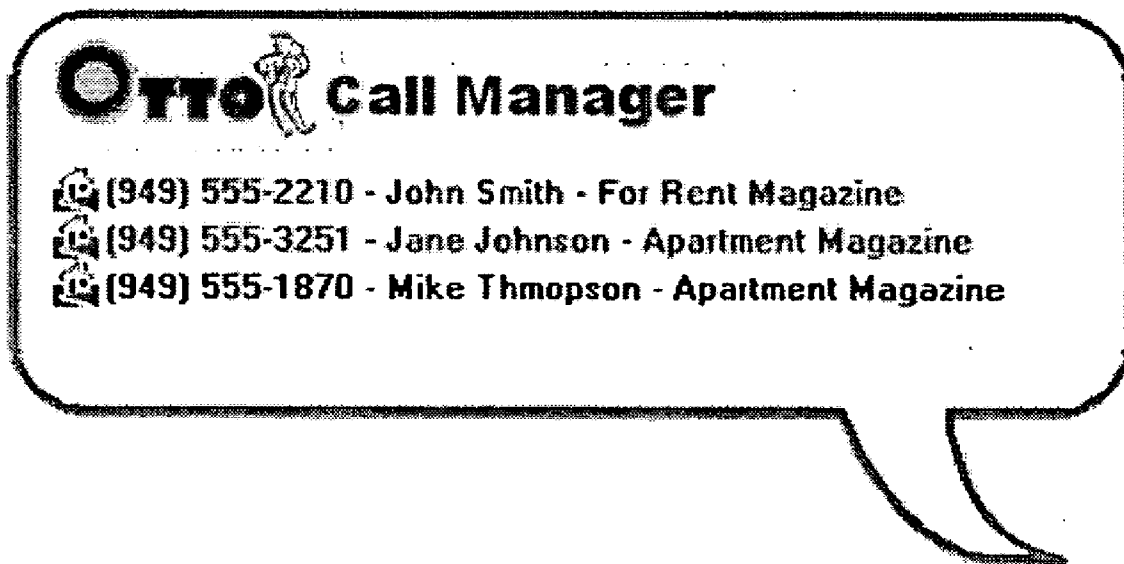 OTTO Call Manager
(949) 555-2210 - John Smith - For Rent Magazine
(949) 555-3251 - Jane Johnson - Apartment Magazine
(949) 555-1870 - Mike Thmopson - Apartment Magazine